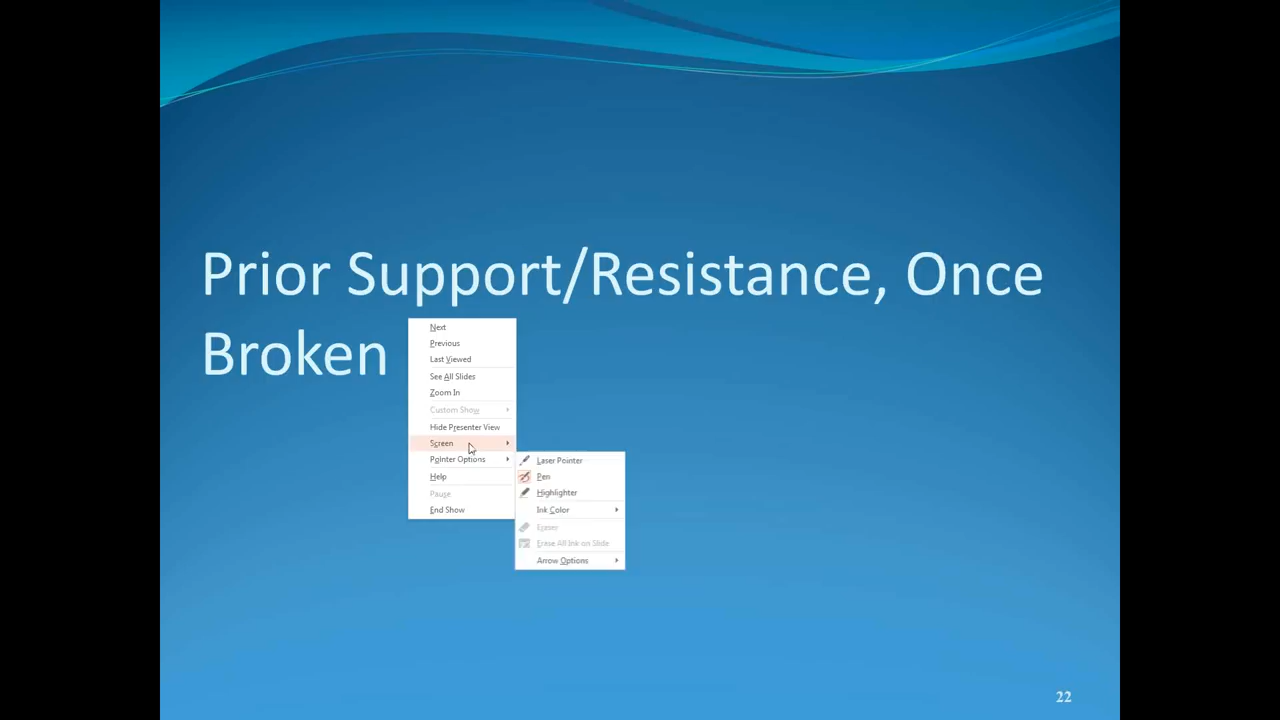 Prior Support/Resistance, Once
Broken
Next
Previous
Last Viewed
See All Slides
Zoom In
Custom Show
Hide Presenter View
Screen
Pointer Options
Help
Pause
End Show
Laser Pointer
Pen
Highlighter
Ink Color
Eraser
Erase All Ink on Slide
Arrow Options
22